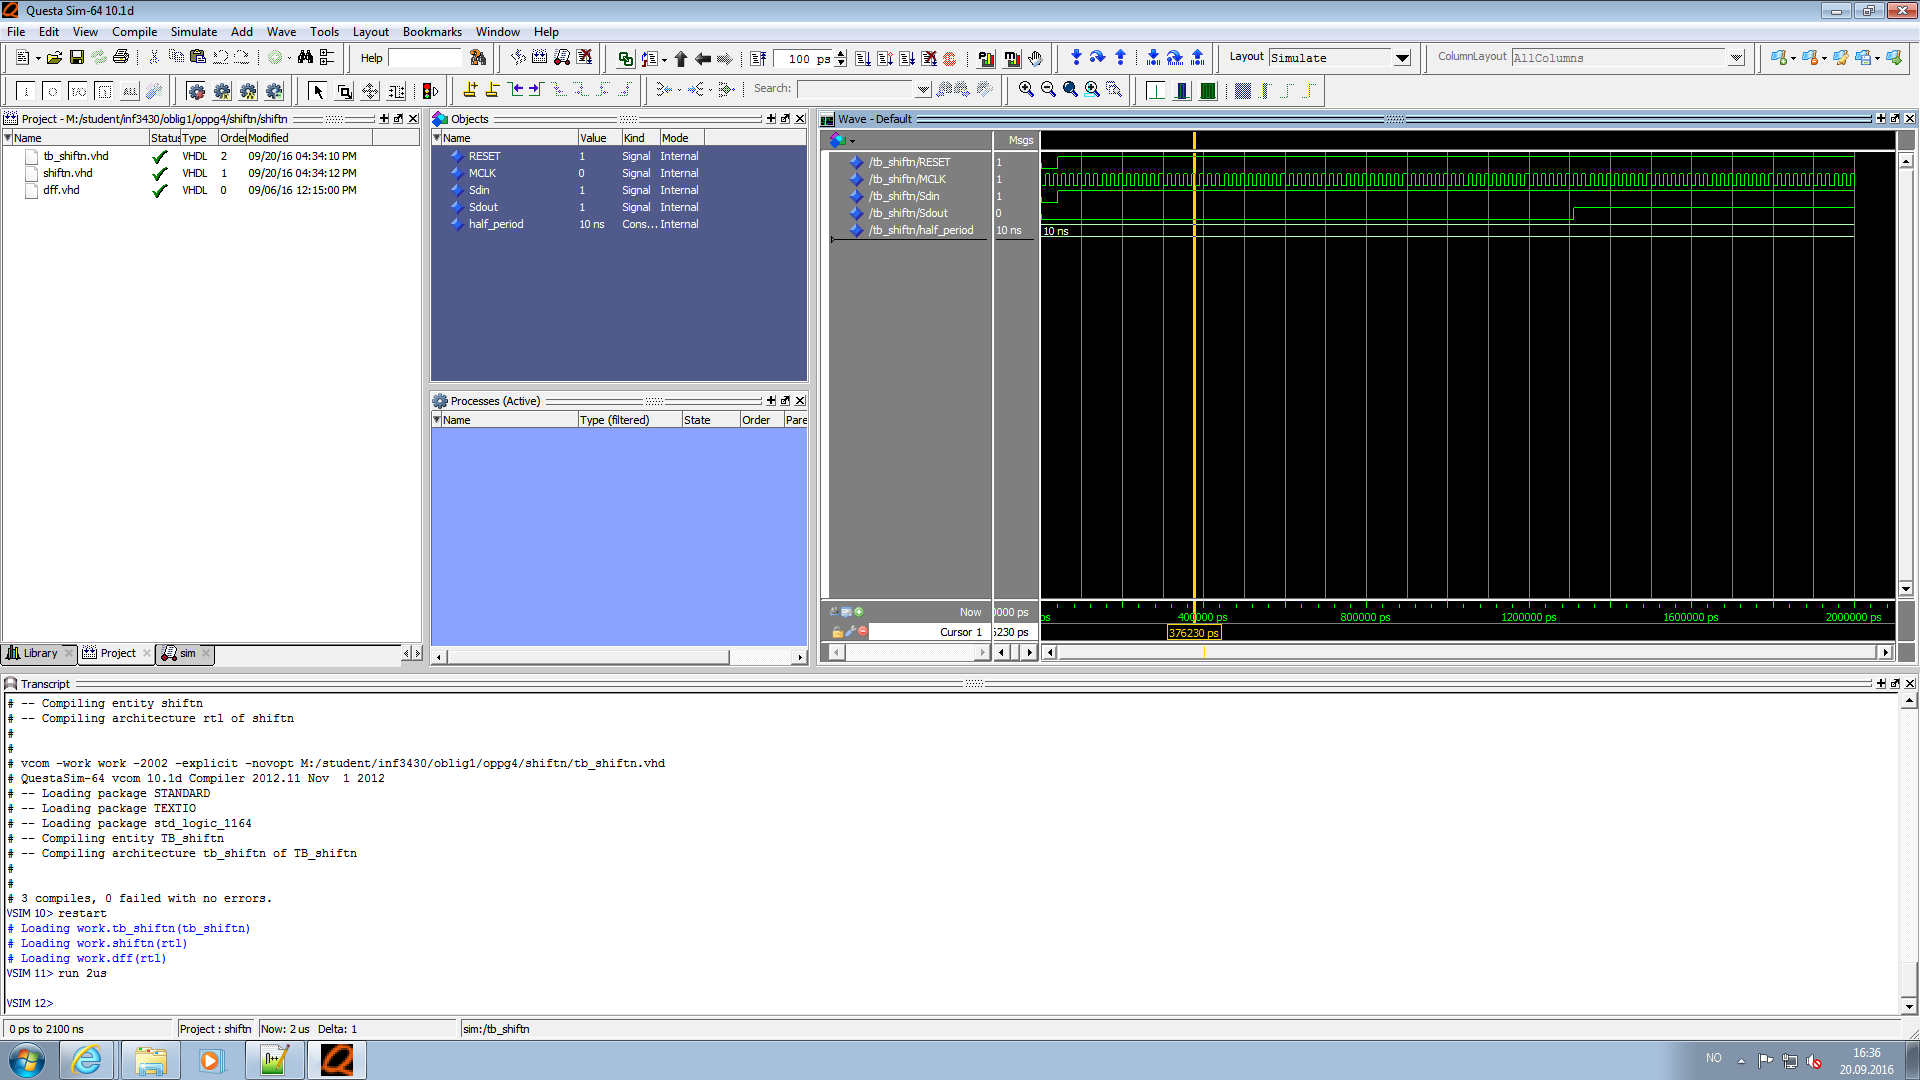 Questa Sim-64 10.1d
File Edit View Compile Simulate Add Wave Tools Layout Bookmarks Window Help
Help 100 ps Layout Simulate ColumnLayout AllColumns
ALL Search:
Project - M:/student/inf3430/oblig1/oppg4/shiftn/shiftn
Name Status Type Order Modified
tb_shiftn.vhd VHDL 2 09/20/16 04:34:10 PM
shiftn.vhd VHDL 1 09/20/16 04:34:12 PM
dff.vhd VHDL 0 09/06/16 12:15:00 PM
Library Project sim
Objects
Name Value Kind Mode
RESET 1 Signal Internal
MCLK 0 Signal Internal
Sdin 1 Signal Internal
Sdout 1 Signal Internal
half_period 10 ns Cons... Internal
Processes (Active)
Name Type (filtered) State Order Pare
Wave - Default
Msgs
/tb_shiftn/RESET 1
/tb_shiftn/MCLK 1
/tb_shiftn/Sdin 1
/tb_shiftn/Sdout 0
/tb_shiftn/half_period 10 ns 10 ns
Now 0000 ps ps 400000 ps 800000 ps 1200000 ps 1600000 ps 2000000 ps
Cursor 1 5230 ps 376230 ps
Transcript
# -- Compiling entity shiftn
# -- Compiling architecture rtl of shiftn
#
#
# vcom -work work -2002 -explicit -novopt M:/student/inf3430/oblig1/oppg4/shiftn/tb_shiftn.vhd
# QuestaSim-64 vcom 10.1d Compiler 2012.11 Nov  1 2012
# -- Loading package STANDARD
# -- Loading package TEXTIO
# -- Loading package std_logic_1164
# -- Compiling entity TB_shiftn
# -- Compiling architecture tb_shiftn of TB_shiftn
#
#
# 3 compiles, 0 failed with no errors.
VSIM 10> restart
# Loading work.tb_shiftn(tb_shiftn)
# Loading work.shiftn(rtl)
# Loading work.dff(rtl)
VSIM 11> run 2us
VSIM 12>
0 ps to 2100 ns Project : shiftn Now: 2 us Delta: 1 sim:/tb_shiftn
NO 16:36
20.09.2016